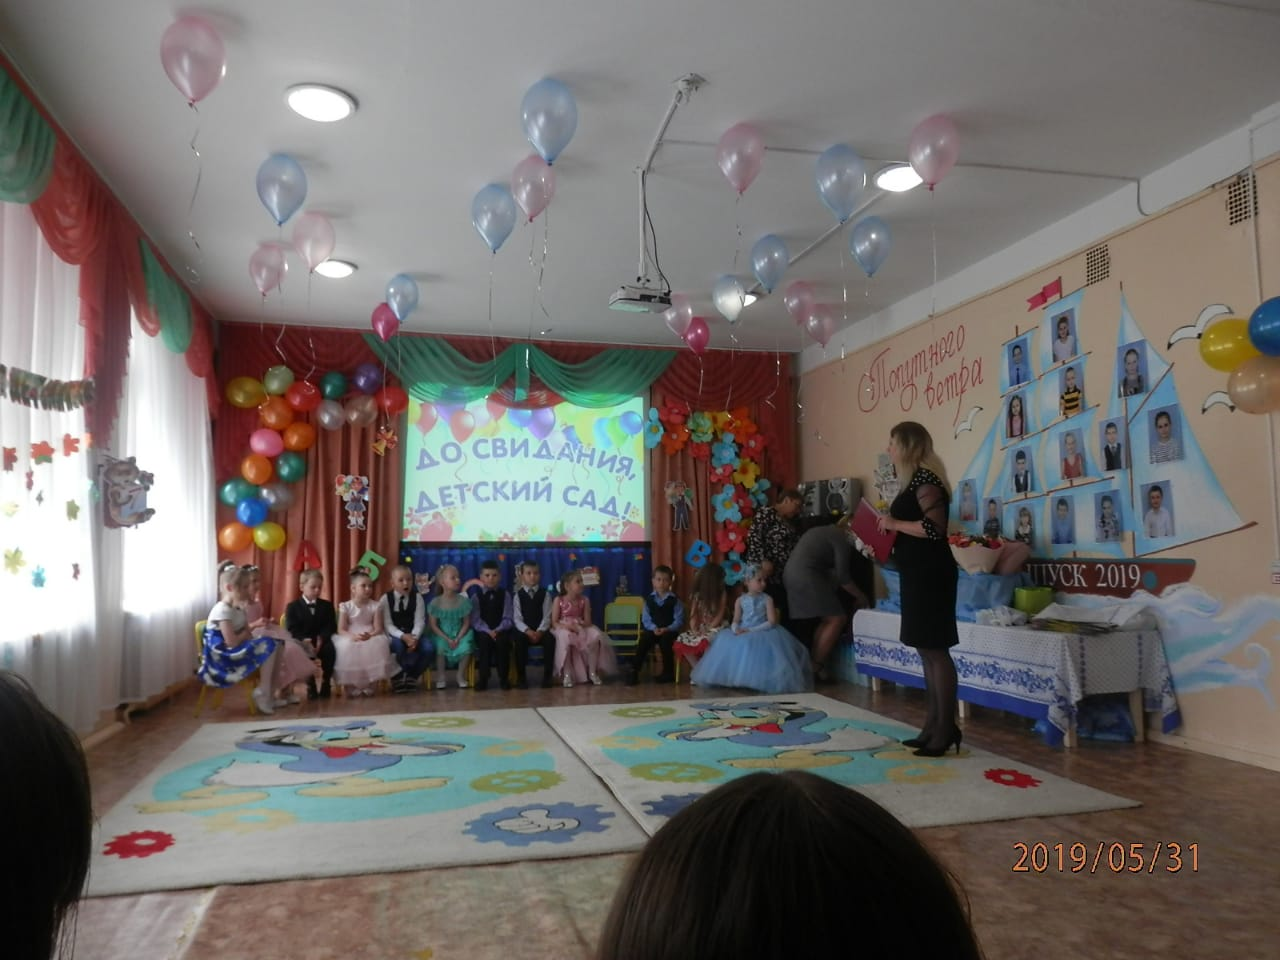 ДО СВИДАНИЯ,
ДЕТСКИЙ САД!
Попутного
ветра
А
Б
В
ПУСК 2019
2019/05/31